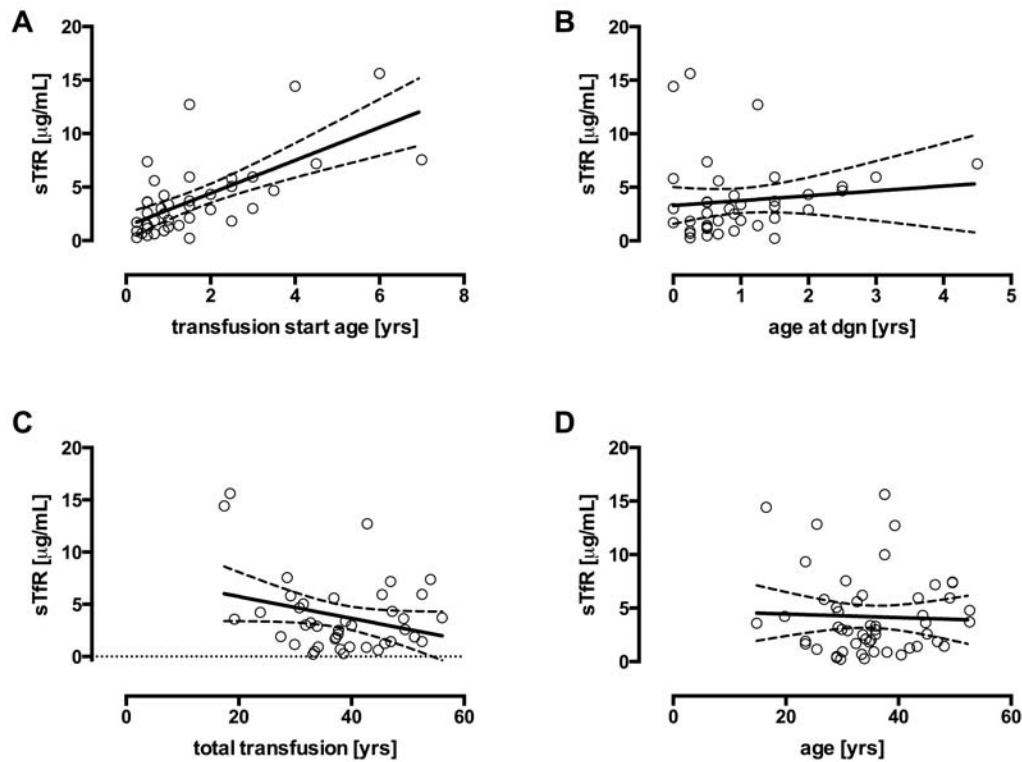 A
20
15
10
5
0
sTfR [µg/mL]
0 2 4 6 8
transfusion start age [yrs]
B
20
15
10
5
0
sTfR [µg/mL]
0 1 2 3 4 5
age at dgn [yrs]
C
20
15
10
5
0
sTfR [µg/mL]
0 20 40 60
total transfusion [yrs]
D
20
15
10
5
0
sTfR [µg/mL]
0 20 40 60
age [yrs]